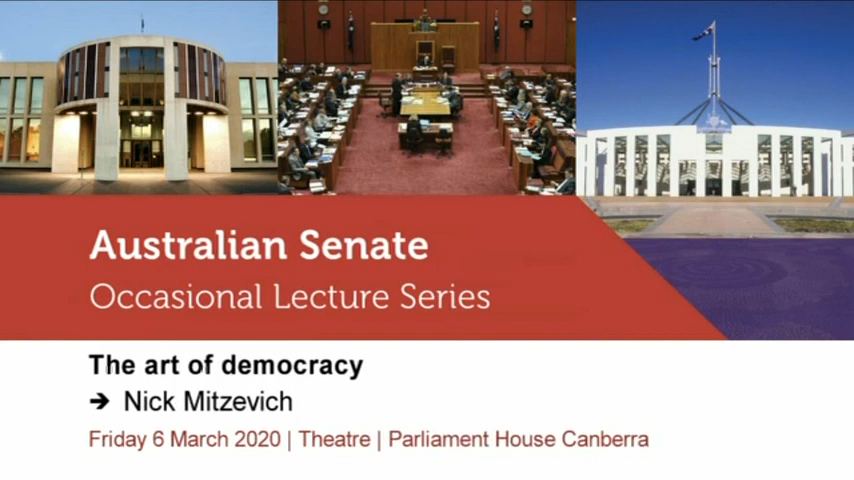 Australian Senate
Occasional Lecture Series
The art of democracy
➔ Nick Mitzevich
Friday 6 March 2020 | Theatre | Parliament House Canberra